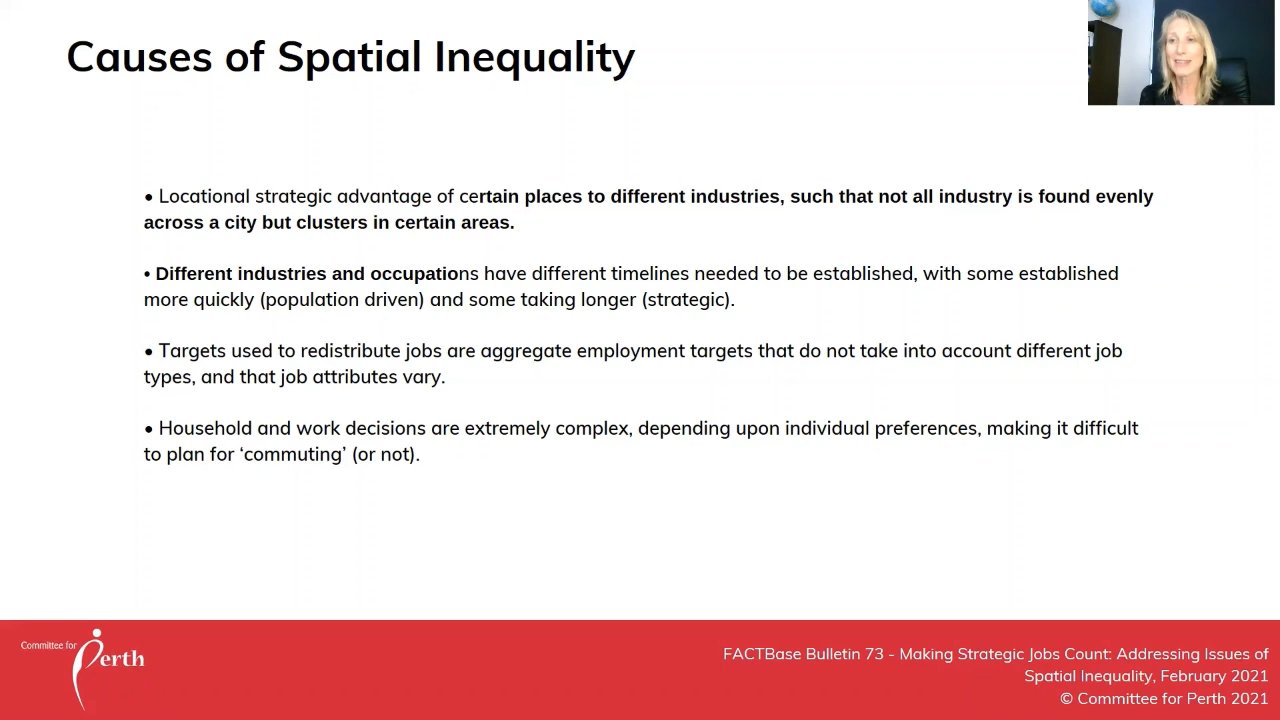 Causes of Spatial Inequality
• Locational strategic advantage of certain places to different industries, such that not all industry is found evenly
across a city but clusters in certain areas.
• Different industries and occupations have different timelines needed to be established, with some established
more quickly (population driven) and some taking longer (strategic).
• Targets used to redistribute jobs are aggregate employment targets that do not take into account different job
types, and that job attributes vary.
• Household and work decisions are extremely complex, depending upon individual preferences, making it difficult
to plan for ‘commuting’ (or not).
Committee for
Perth
FACTBase Bulletin 73 - Making Strategic Jobs Count: Addressing Issues of
Spatial Inequality, February 2021
© Committee for Perth 2021